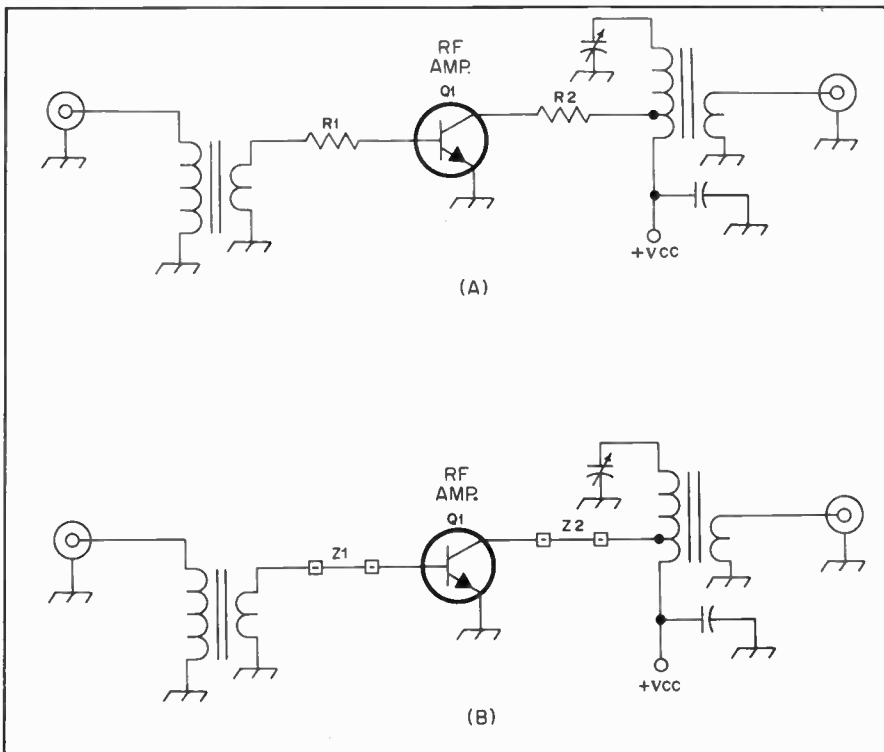 RF
AMP.
Q1
R1
R2
+VCC
(A)
RF
AMP.
Q1
Z1
Z2
+VCC
(B)